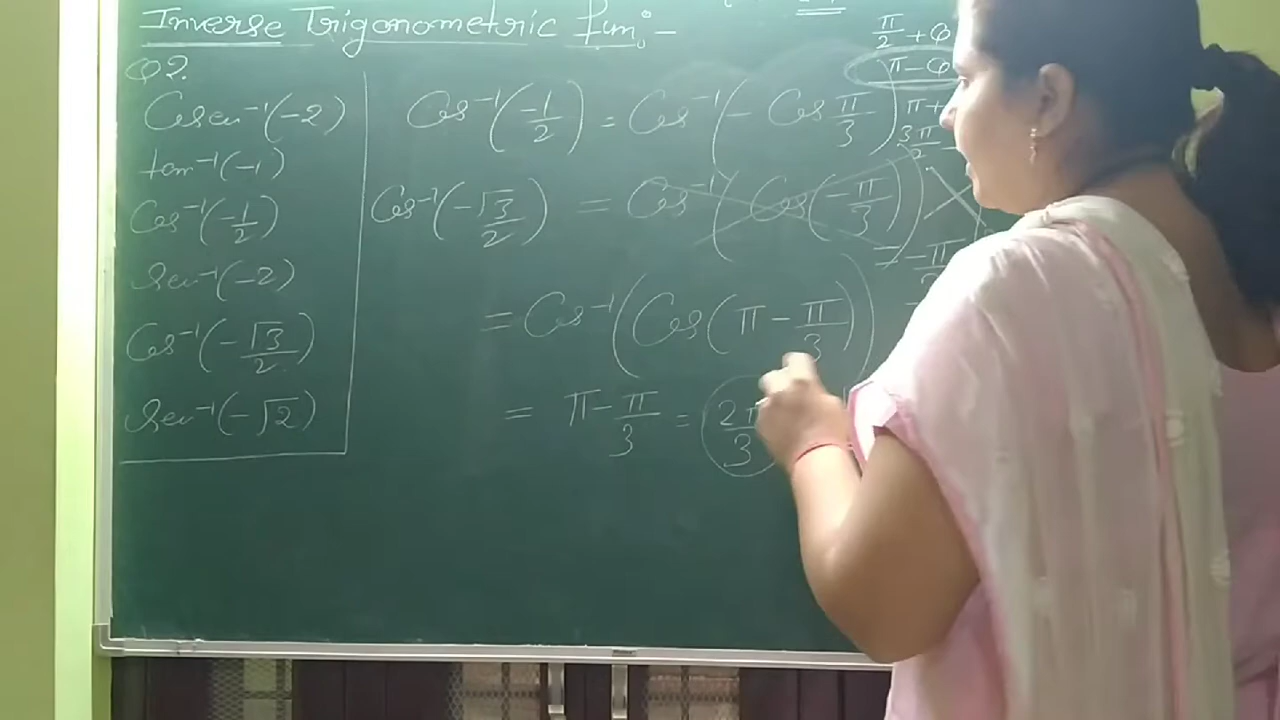 Inverse Trigonometric fun:-
Q2.
Cosec⁻¹(-2)
tan⁻¹(-1)
Cos⁻¹(-1/2)
Sec⁻¹(-2)
Cos⁻¹(-√3/2)
Sec⁻¹(-√2)
Cos⁻¹(-1/2) = Cos⁻¹(-Cos π/3)
Cos⁻¹(-√3/2) = Cos⁻¹(Cos(-π/3))
= -π
= Cos⁻¹(Cos(π-π/3))
= π-π/3 = 2π/3
π/2+φ
π-φ
π+
3π/2